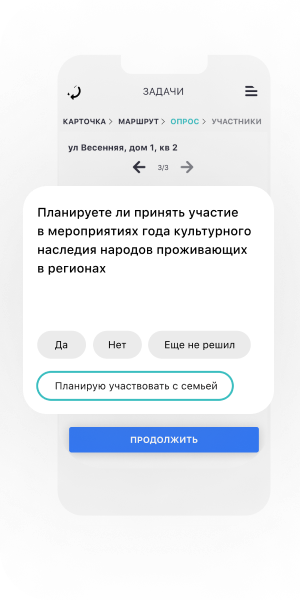 ЗАДАЧИ
КАРТОЧКА > МАРШРУТ > ОПРОС > УЧАСТНИКИ
ул Весенняя, дом 1, кв 2
3/3
Планируете ли принять участие
в мероприятиях года культурного
наследия народов проживающих
в регионах
Да Нет Еще не решил
Планирую участвовать с семьей
ПРОДОЛЖИТЬ